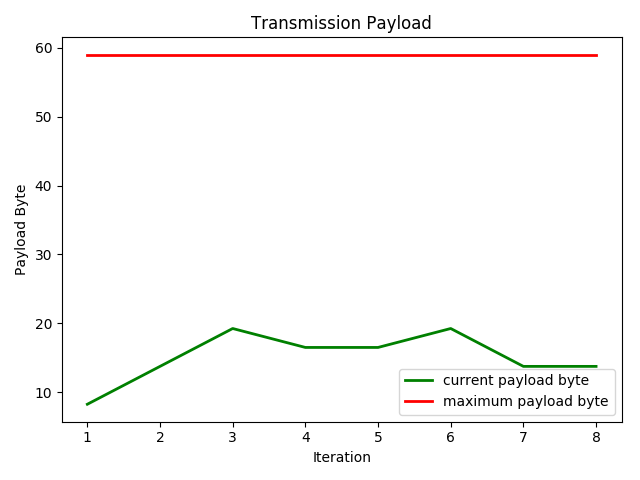 Transmission Payload
60
50
40
30
20
10
Payload Byte
current payload byte
maximum payload byte
1 2 3 4 5 6 7 8
Iteration